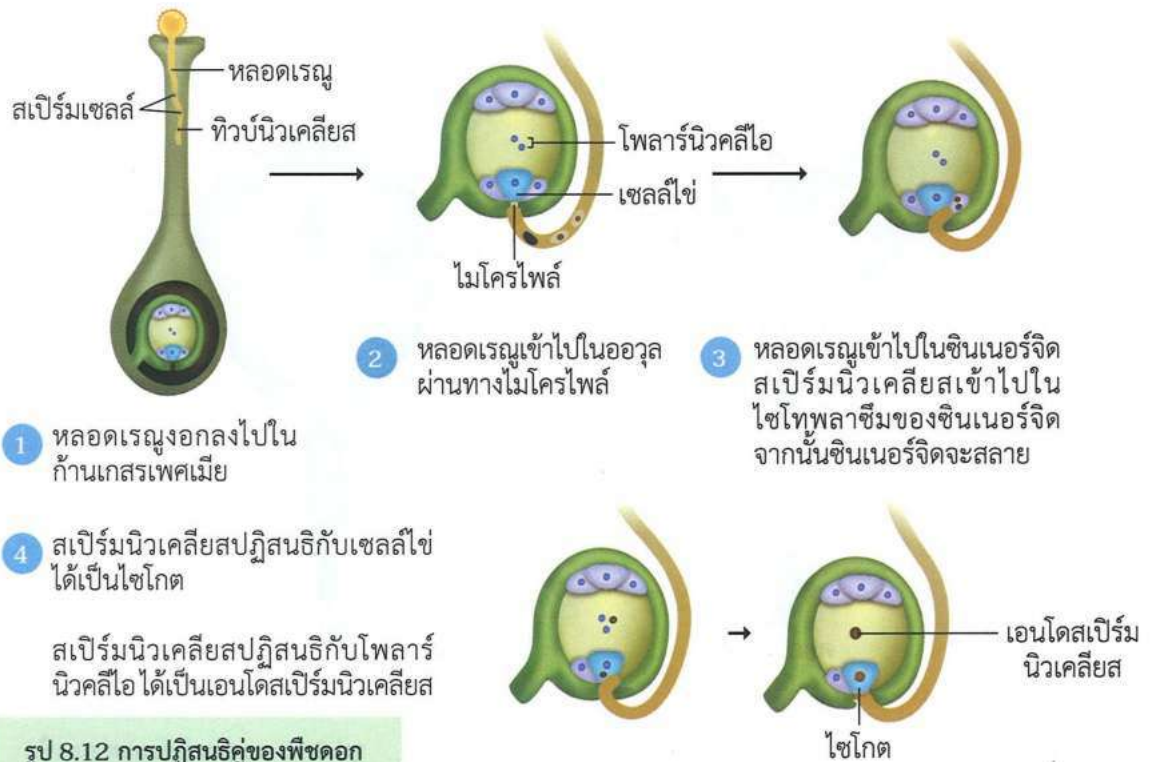 หลอดเรณู
สเปิร์มเซลล์
ทิวบ์นิวเคลียส
โพลาร์นิวคลีไอ
เซลล์ไข่
ไมโครไพล์
1 หลอดเรณูงอกลงไปใน
ก้านเกสรเพศเมีย
2 หลอดเรณูเข้าไปในออวุล
ผ่านทางไมโครไพล์
3 หลอดเรณูเข้าไปในซินเนอร์จิด
สเปิร์มนิวเคลียสเข้าไปใน
ไซโทพลาซึมของซินเนอร์จิด
จากนั้นซินเนอร์จิดจะสลาย
4 สเปิร์มนิวเคลียสปฏิสนธิกับเซลล์ไข่
ได้เป็นไซโกต
สเปิร์มนิวเคลียสปฏิสนธิกับโพลาร์
นิวคลีไอ ได้เป็นเอนโดสเปิร์มนิวเคลียส
เอนโดสเปิร์ม
นิวเคลียส
ไซโกต
รูป 8.12 การปฏิสนธิคู่ของพืชดอก